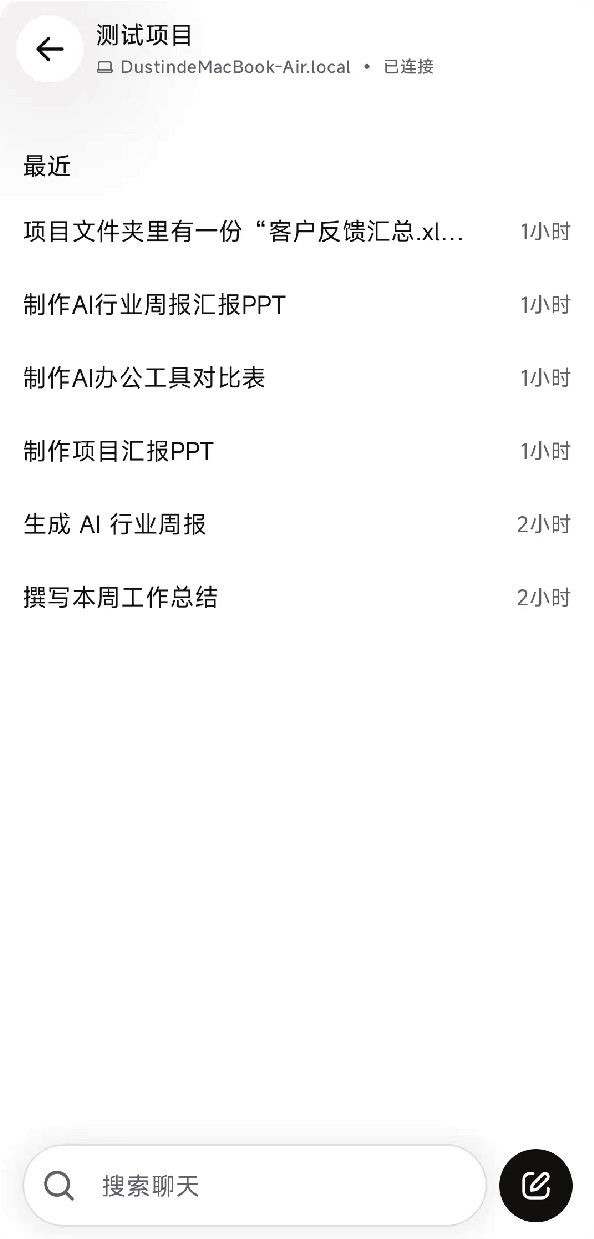 测试项目
DustindeMacBook-Air.local • 已连接
最近
项目文件夹里有一份“客户反馈汇总.xl... 1小时
制作AI行业周报汇报PPT 1小时
制作AI办公工具对比表 1小时
制作项目汇报PPT 1小时
生成 AI 行业周报 2小时
撰写本周工作总结 2小时
搜索聊天